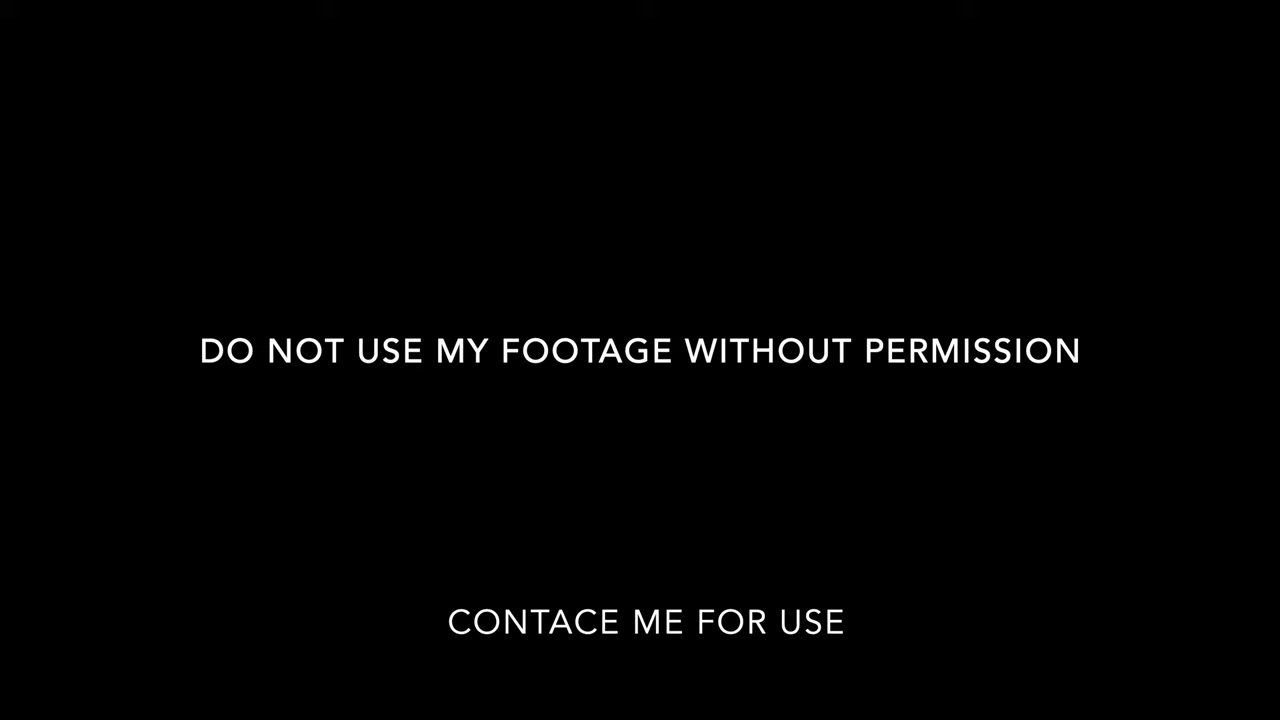 DO NOT USE MY FOOTAGE WITHOUT PERMISSION
CONTACE ME FOR USE